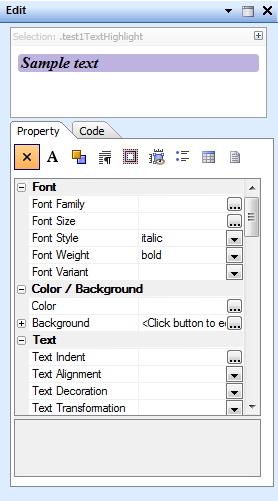 Edit
Selection: .test1TextHighlight
Sample text
Property Code
Font
Font Family
Font Size
Font Style italic
Font Weight bold
Font Variant
Color / Background
Color
Background <Click button to e
Text
Text Indent
Text Alignment
Text Decoration
Text Transformation